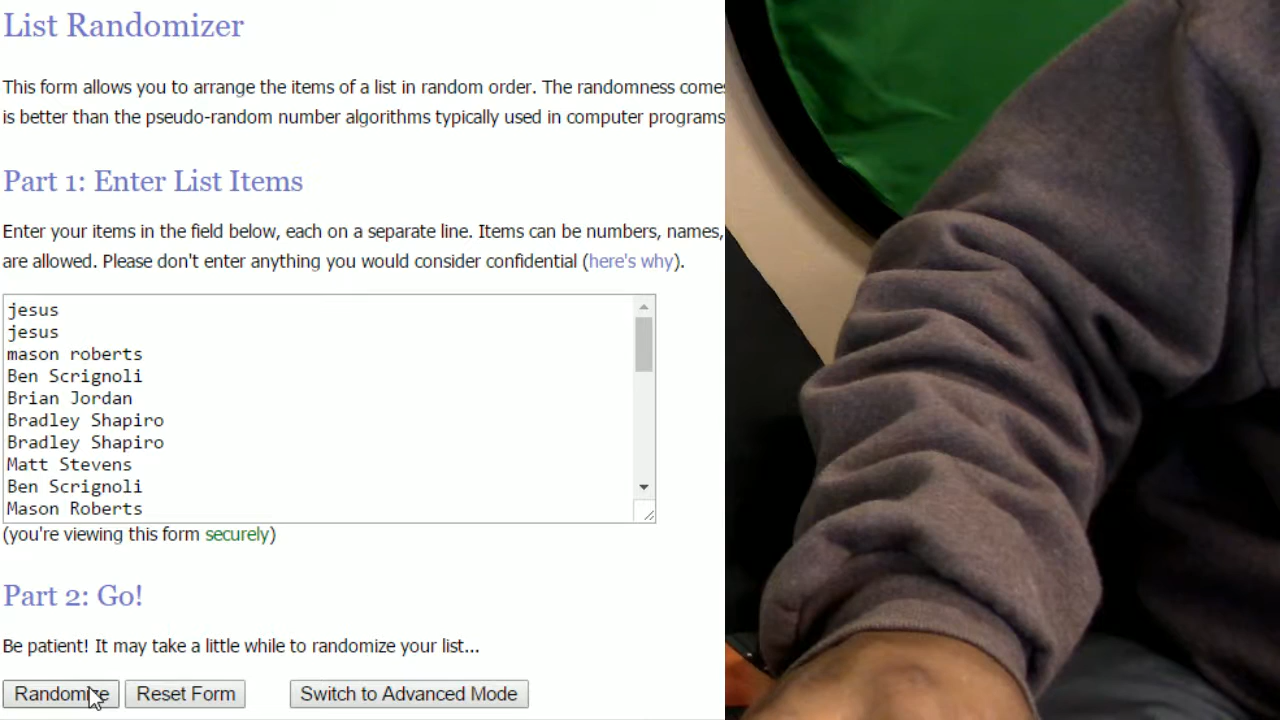 List Randomizer
This form allows you to arrange the items of a list in random order. The randomness comes
is better than the pseudo-random number algorithms typically used in computer programs
Part 1: Enter List Items
Enter your items in the field below, each on a separate line. Items can be numbers, names,
are allowed. Please don't enter anything you would consider confidential (here's why).
jesus
jesus
mason roberts
Ben Scrignoli
Brian Jordan
Bradley Shapiro
Bradley Shapiro
Matt Stevens
Ben Scrignoli
Mason Roberts
(you're viewing this form securely)
Part 2: Go!
Be patient! It may take a little while to randomize your list...
Randomize Reset Form Switch to Advanced Mode